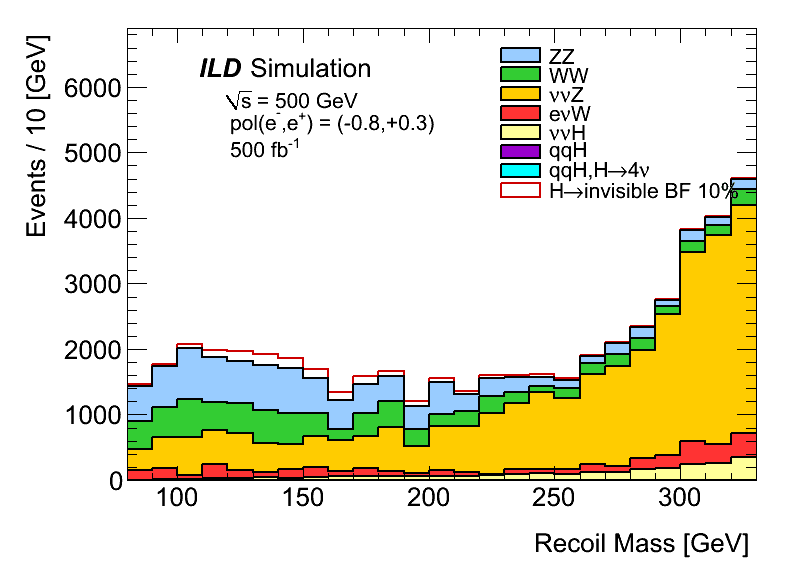 Events / 10 [GeV]
6000
5000
4000
3000
2000
1000
0
ILD Simulation
√s = 500 GeV
pol(e⁻,e⁺) = (-0.8,+0.3)
500 fb⁻¹
ZZ
WW
ννZ
eνW
ννH
qqH
qqH,H→4ν
H→invisible BF 10%
100 150 200 250 300
Recoil Mass [GeV]